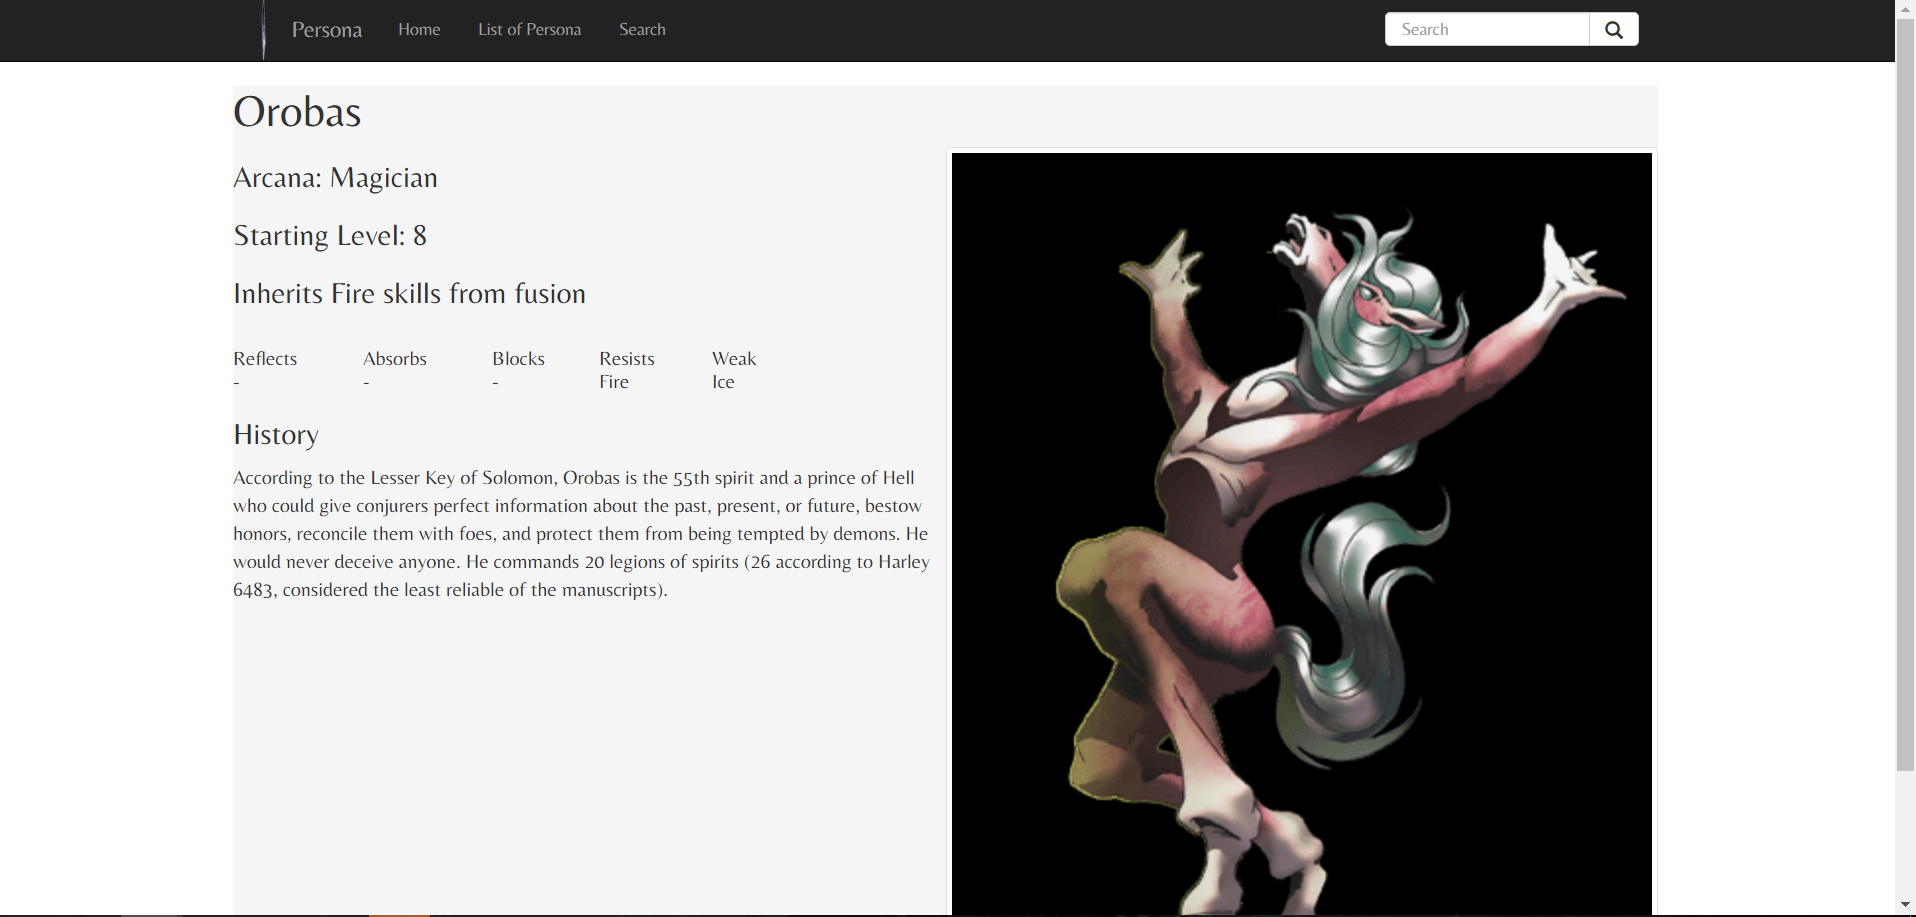 Persona Home List of Persona Search Search
Orobas
Arcana: Magician
Starting Level: 8
Inherits Fire skills from fusion
Reflects Absorbs Blocks Resists Weak
- - - Fire Ice
History
According to the Lesser Key of Solomon, Orobas is the 55th spirit and a prince of Hell
who could give conjurers perfect information about the past, present, or future, bestow
honors, reconcile them with foes, and protect them from being tempted by demons. He
would never deceive anyone. He commands 20 legions of spirits (26 according to Harley
6483, considered the least reliable of the manuscripts).